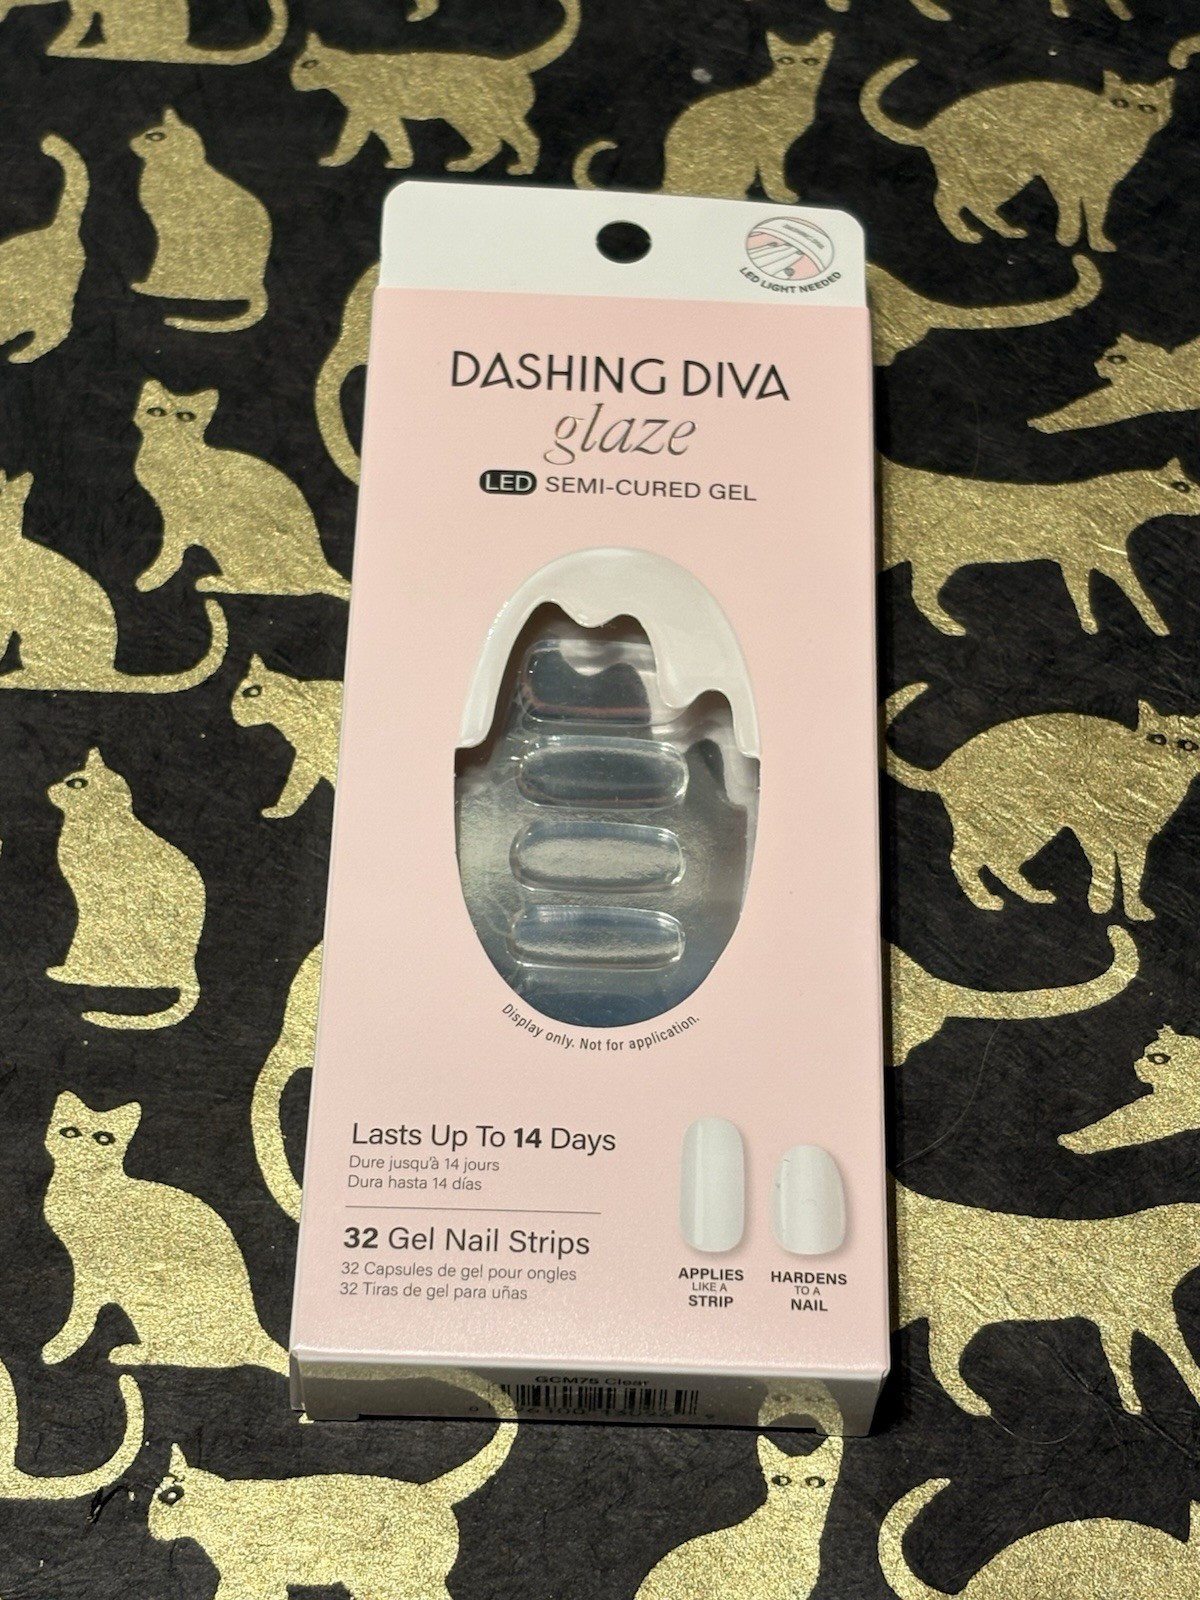 LED LIGHT NEEDED
DASHING DIVA
glaze
LED SEMI-CURED GEL
Display only. Not for application.
Lasts Up To 14 Days
Dure jusqu'à 14 jours
Dura hasta 14 días
32 Gel Nail Strips
32 Capsules de gel pour ongles
32 Tiras de gel para uñas
APPLIES
LIKE A
STRIP
HARDENS
TO A
NAIL
GCM75 Clear